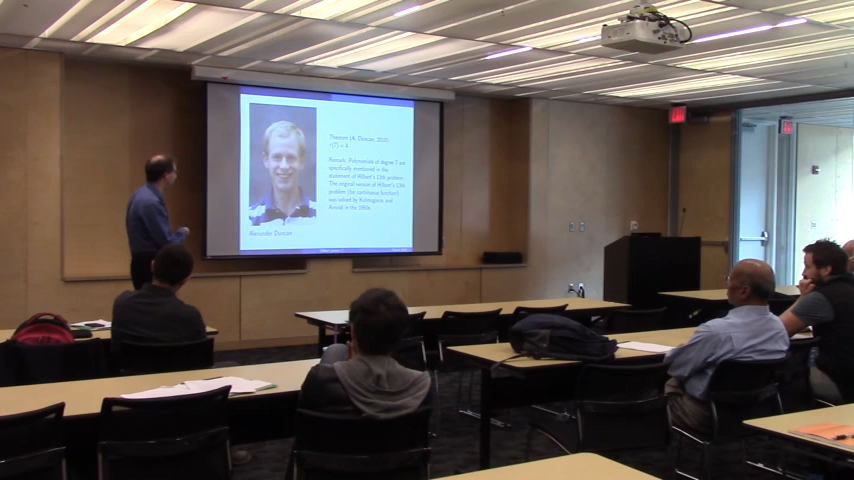 Theorem (A. Duncan, 2010)
τ(7) = 4.
Remark: Polynomials of degree 7 are
specifically mentioned in the
statement of Hilbert's 13th problem.
The original version of Hilbert's 13th
problem (for continuous functions)
was solved by Kolmogorov and
Arnold in the 1950s.
Alexander Duncan
EXIT